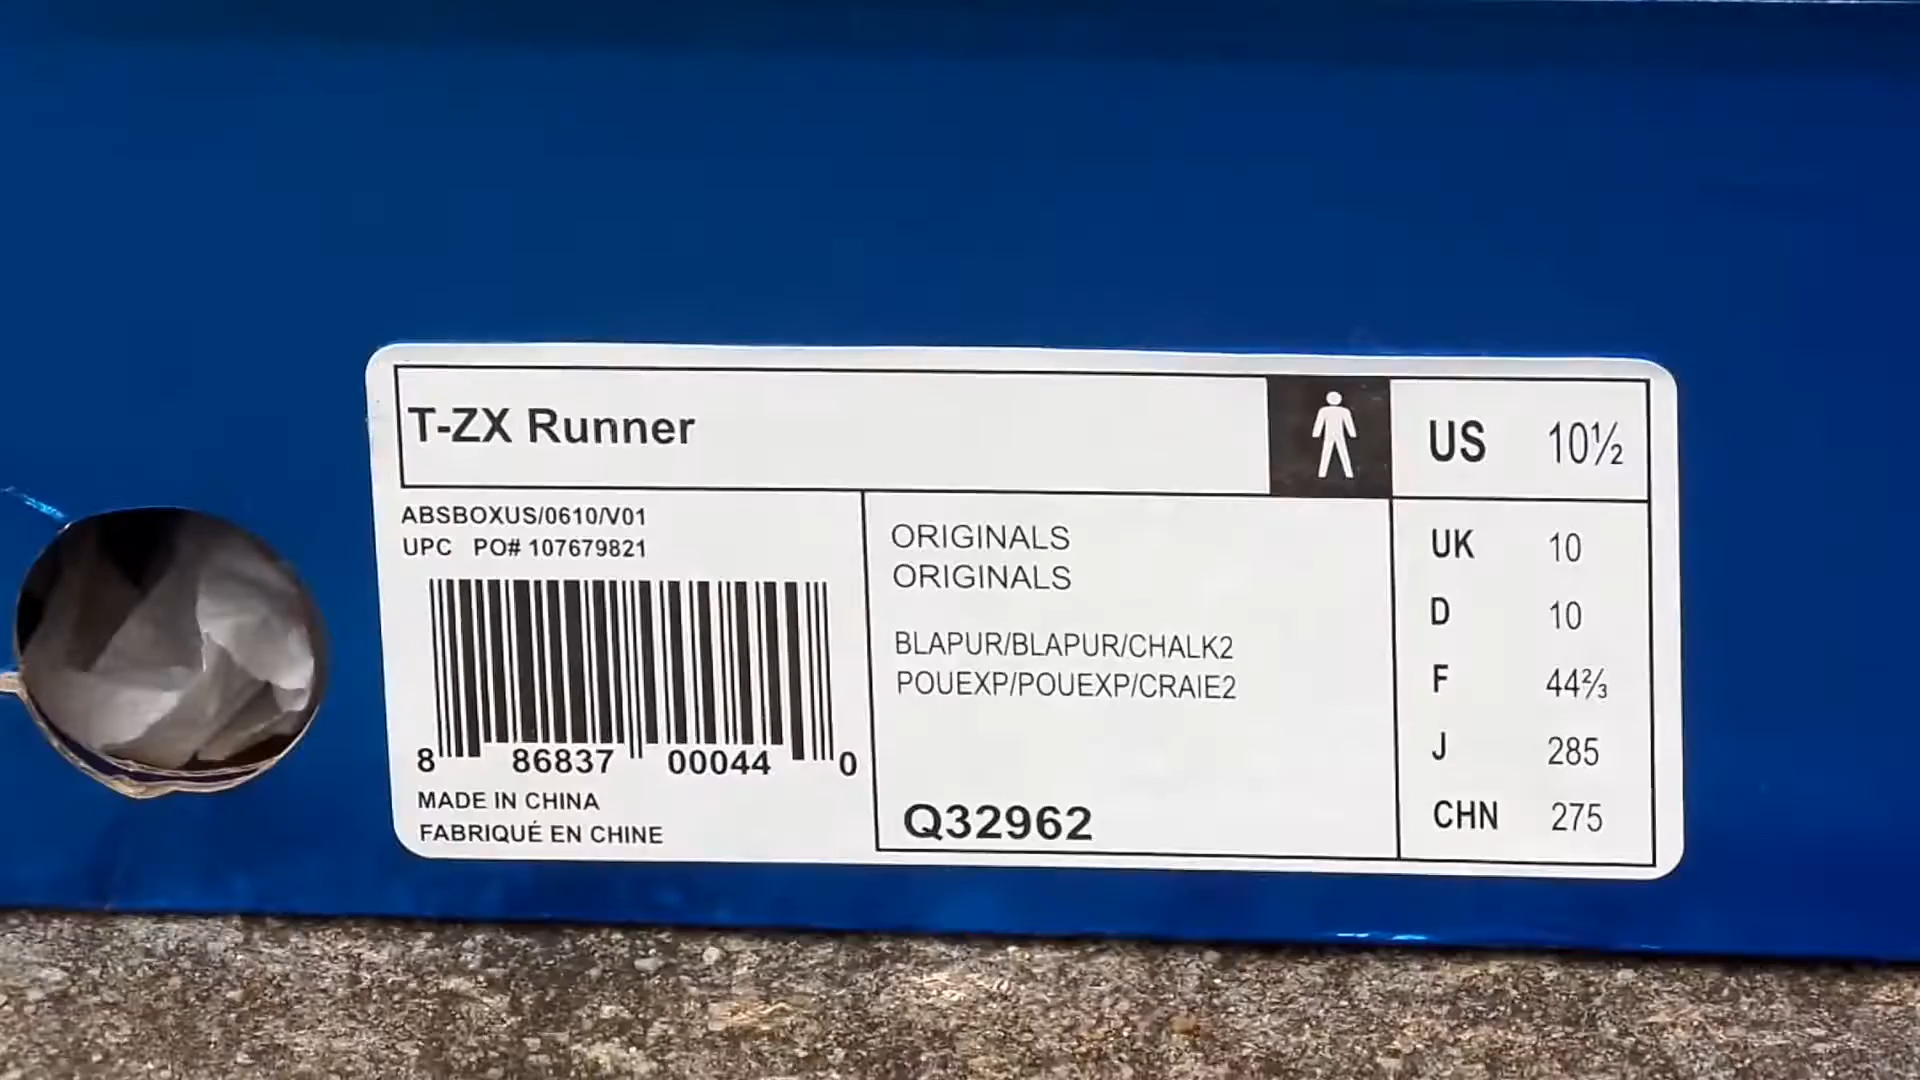 T-ZX Runner
US 10½
ABSBOXUS/0610/V01
UPC PO# 107679821
8 86837 00044 0
MADE IN CHINA
FABRIQUÉ EN CHINE
ORIGINALS
ORIGINALS
BLAPUR/BLAPUR/CHALK2
POUEXP/POUEXP/CRAIE2
Q32962
UK 10
D 10
F 44⅔
J 285
CHN 275